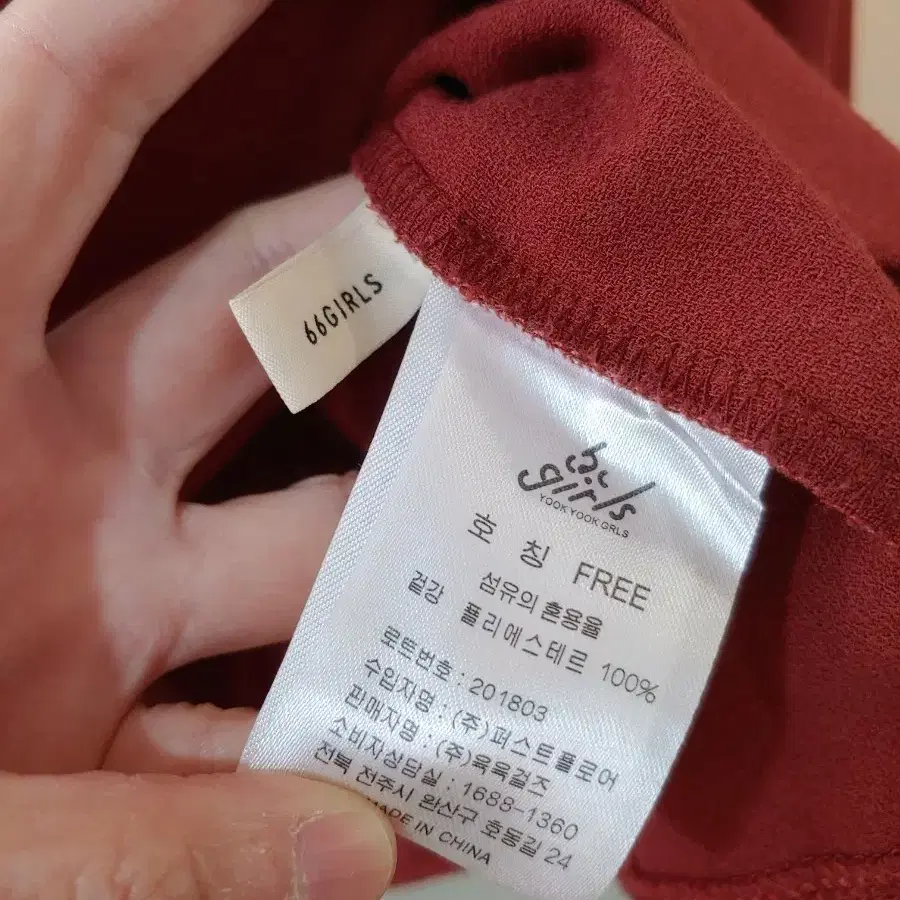 66GIRLS
66girls
YOOK YOOK GRLS
호 칭 FREE
섬유의 혼용율
겉감 폴리에스테르 100%
로트번호 : 201803
수입자명 : (주)퍼스트플로어
판매자명 : (주)육육걸즈
소비자상담실 : 1688-1360
전북 전주시 완산구 호동길 24
MADE IN CHINA